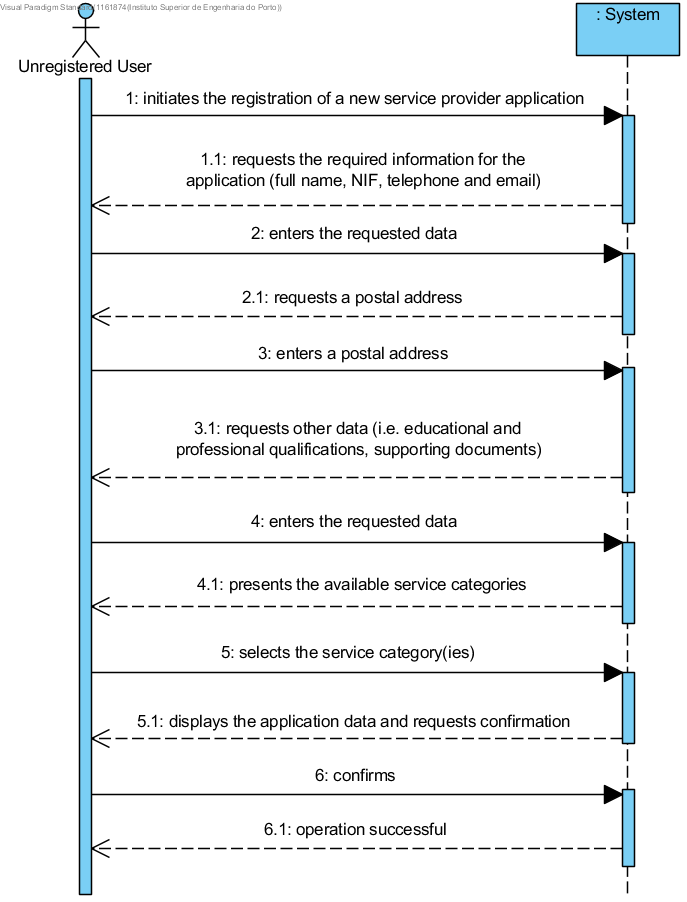 Visual Paradigm Standard(1161874(Instituto Superior de Engenharia do Porto))
: System
Unregistered User
1: initiates the registration of a new service provider application
1.1: requests the required information for the
application (full name, NIF, telephone and email)
2: enters the requested data
2.1: requests a postal address
3: enters a postal address
3.1: requests other data (i.e. educational and
professional qualifications, supporting documents)
4: enters the requested data
4.1: presents the available service categories
5: selects the service category(ies)
5.1: displays the application data and requests confirmation
6: confirms
6.1: operation successful